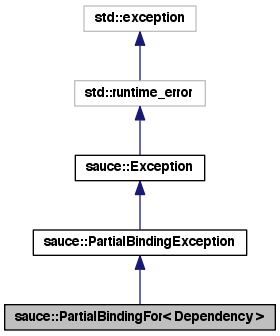 std::exception
std::runtime_error
sauce::Exception
sauce::PartialBindingException
sauce::PartialBindingFor< Dependency >